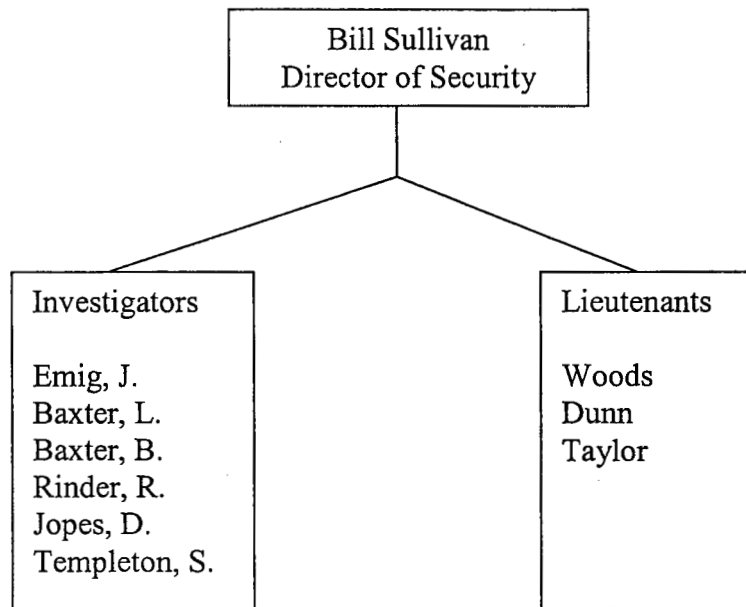 Bill Sullivan
Director of Security
Investigators
Emig, J.
Baxter, L.
Baxter, B.
Rinder, R.
Jopes, D.
Templeton, S.
Lieutenants
Woods
Dunn
Taylor